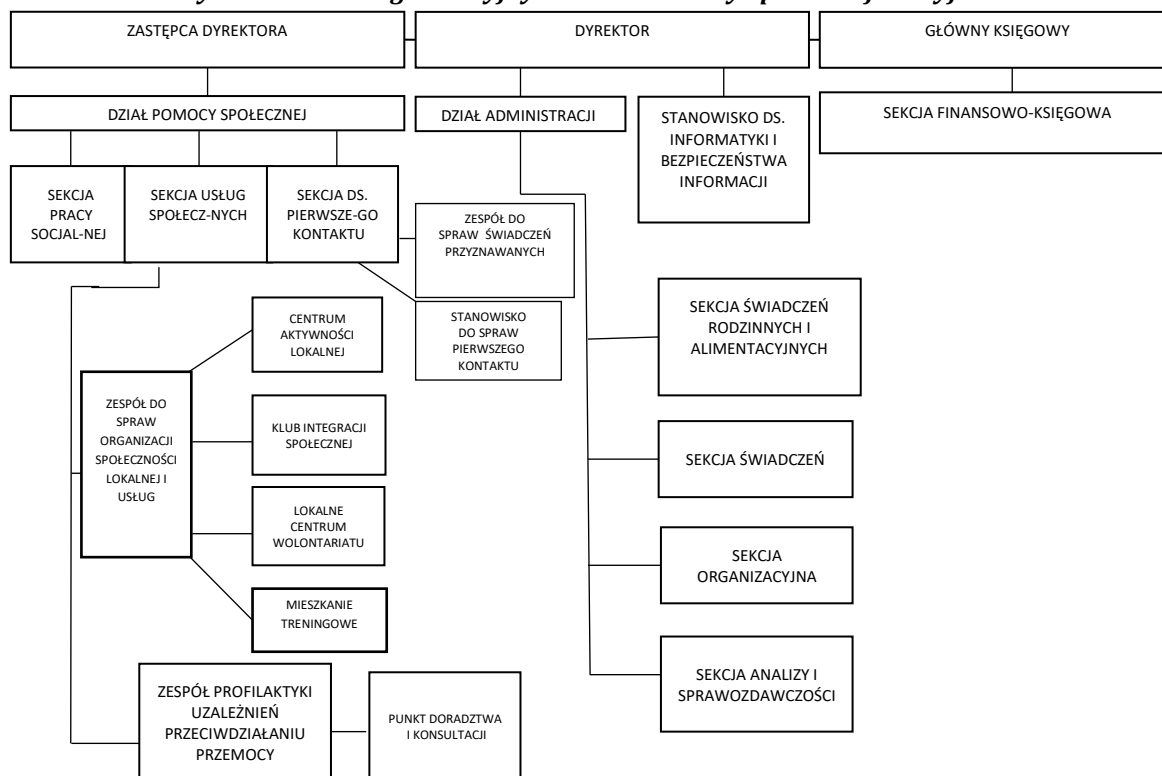 ZASTĘPCA DYREKTORA
DYREKTOR
GŁÓWNY KSIĘGOWY
DZIAŁ POMOCY SPOŁECZNEJ
DZIAŁ ADMINISTRACJI
STANOWISKO DS.
INFORMATYKI I
BEZPIECZEŃSTWA
INFORMACJI
SEKCJA FINANSOWO-KSIĘGOWA
SEKCJA
PRACY
SOCJAL-NEJ
SEKCJA USŁUG
SPOŁECZ-NYCH
SEKCJA DS.
PIERWSZE-GO
KONTAKTU
ZESPÓŁ DO
SPRAW ŚWIADCZEŃ
PRZYZNAWANYCH
STANOWISKO
DO SPRAW
PIERWSZEGO
KONTAKTU
CENTRUM
AKTYWNOŚCI
LOKALNEJ
ZESPÓŁ DO
SPRAW
ORGANIZACJI
SPOŁECZNOŚCI
LOKALNEJ I
USŁUG
KLUB INTEGRACJI
SPOŁECZNEJ
LOKALNE
CENTRUM
WOLONTARIATU
MIESZKANIE
TRENINGOWE
ZESPÓŁ PROFILAKTYKI
UZALEŻNIEŃ
PRZECIWDZIAŁANIU
PRZEMOCY
PUNKT DORADZTWA
I KONSULTACJI
SEKCJA ŚWIADCZEŃ
RODZINNYCH I
ALIMENTACYJNYCH
SEKCJA ŚWIADCZEŃ
SEKCJA
ORGANIZACYJNA
SEKCJA ANALIZY I
SPRAWOZDAWCZOŚCI